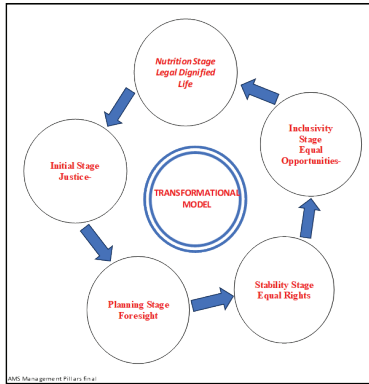 Nutrition Stage
Legal Dignified
Life
Inclusivity
Stage
Equal
Opportunities-
Initial Stage
Justice-
TRANSFORMATIONAL
MODEL
Stability Stage
Equal Rights
Planning Stage
Foresight
AMS Management Pillars Final